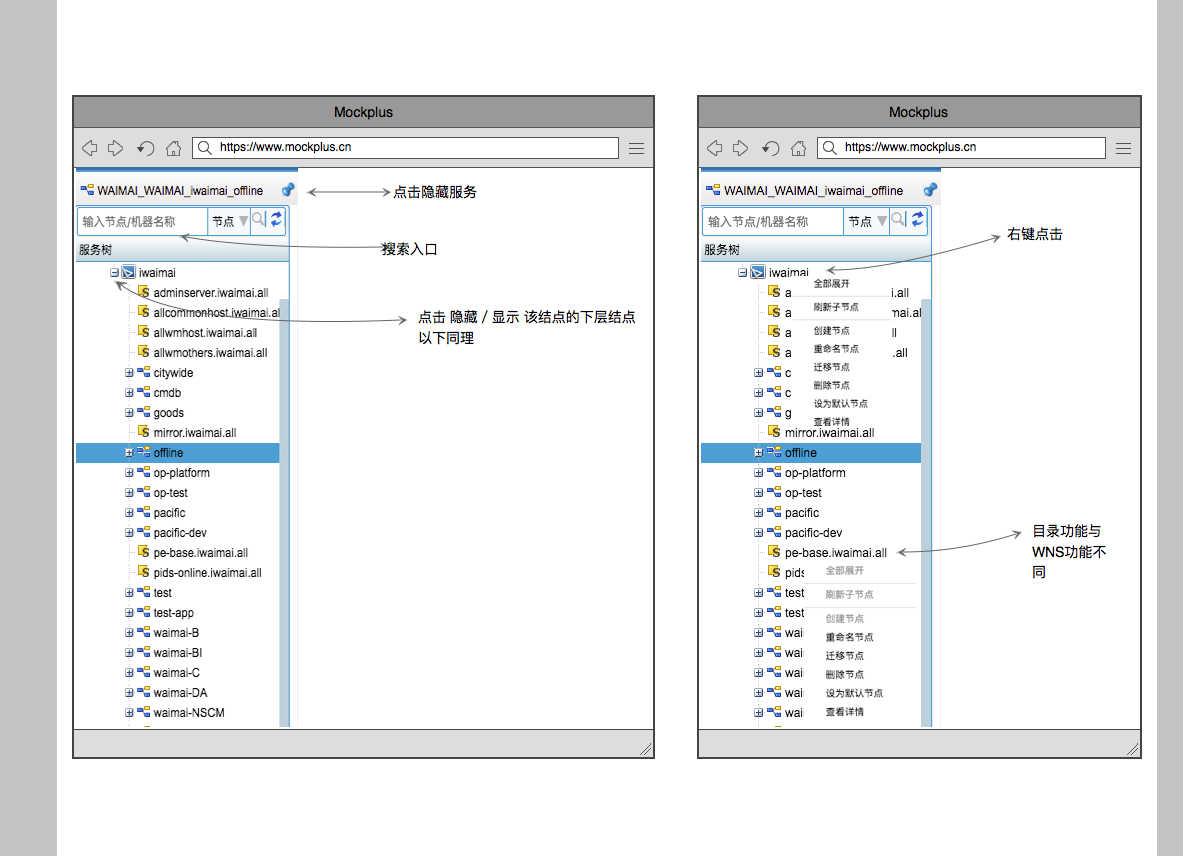 Mockplus
https://www.mockplus.cn
WAIMAI_WAIMAI_iwaimai_offline
点击隐藏服务
输入节点/机器名称
节点
搜索入口
服务树
iwaimai
adminserver.iwaimai.all
allcommonhost.iwaimai.al
点击 隐藏 / 显示 该结点的下层结点
以下同理
allwmhost.iwaimai.all
allwmothers.iwaimai.all
citywide
cmdb
goods
mirror.iwaimai.all
offline
op-platform
op-test
pacific
pacific-dev
pe-base.iwaimai.all
pids-online.iwaimai.all
test
test-app
waimai-B
waimai-BI
waimai-C
waimai-DA
waimai-NSCM
Mockplus
https://www.mockplus.cn
WAIMAI_WAIMAI_iwaimai_offline
输入节点/机器名称
节点
右键点击
服务树
iwaimai
全部展开
a
i.all
刷新子节点
a
mai.al
创建节点
a
ll
重命名节点
a
.all
迁移节点
c
删除节点
c
设为默认节点
g
查看详情
mirror.iwaimai.all
offline
op-platform
op-test
pacific
pacific-dev
目录功能与
WNS功能不
同
pe-base.iwaimai.all
pids
全部展开
test
刷新子节点
test
创建节点
wai
重命名节点
wai
迁移节点
wai
删除节点
wai
设为默认节点
wai
查看详情